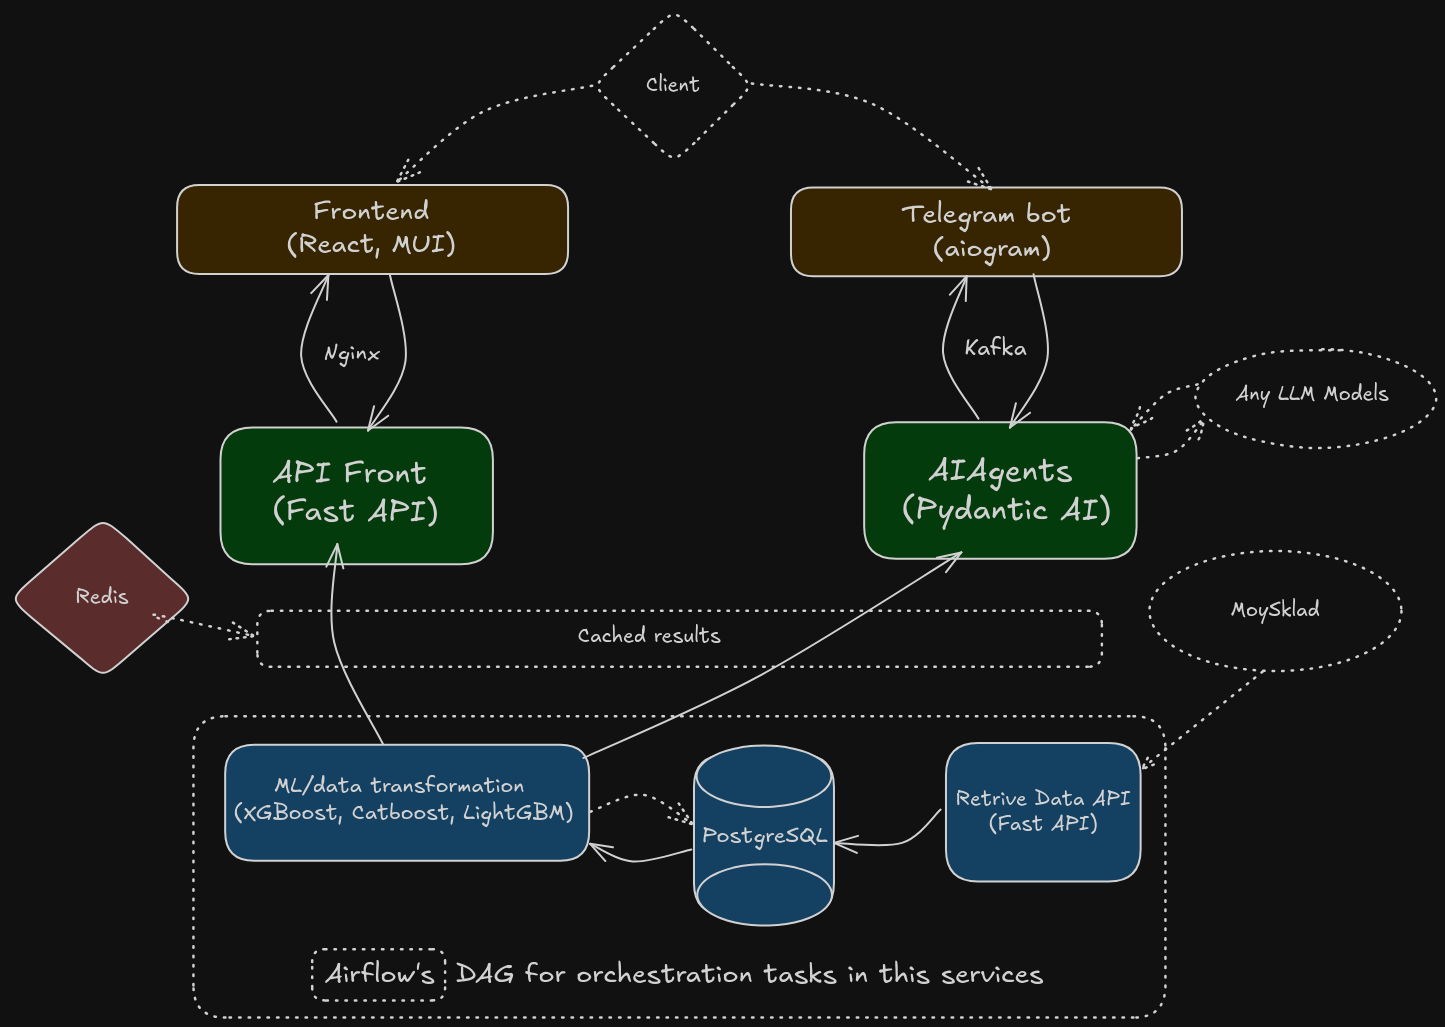 Client
Frontend
(React, MUI)
Telegram bot
(aiogram)
Nginx
Kafka
Any LLM Models
API Front
(Fast API)
AIAgents
(Pydantic AI)
Redis
Cached results
MoySklad
ML/data transformation
(XGBoost, Catboost, LightGBM)
PostgreSQL
Retrive Data API
(Fast API)
Airflow's DAG for orchestration tasks in this services